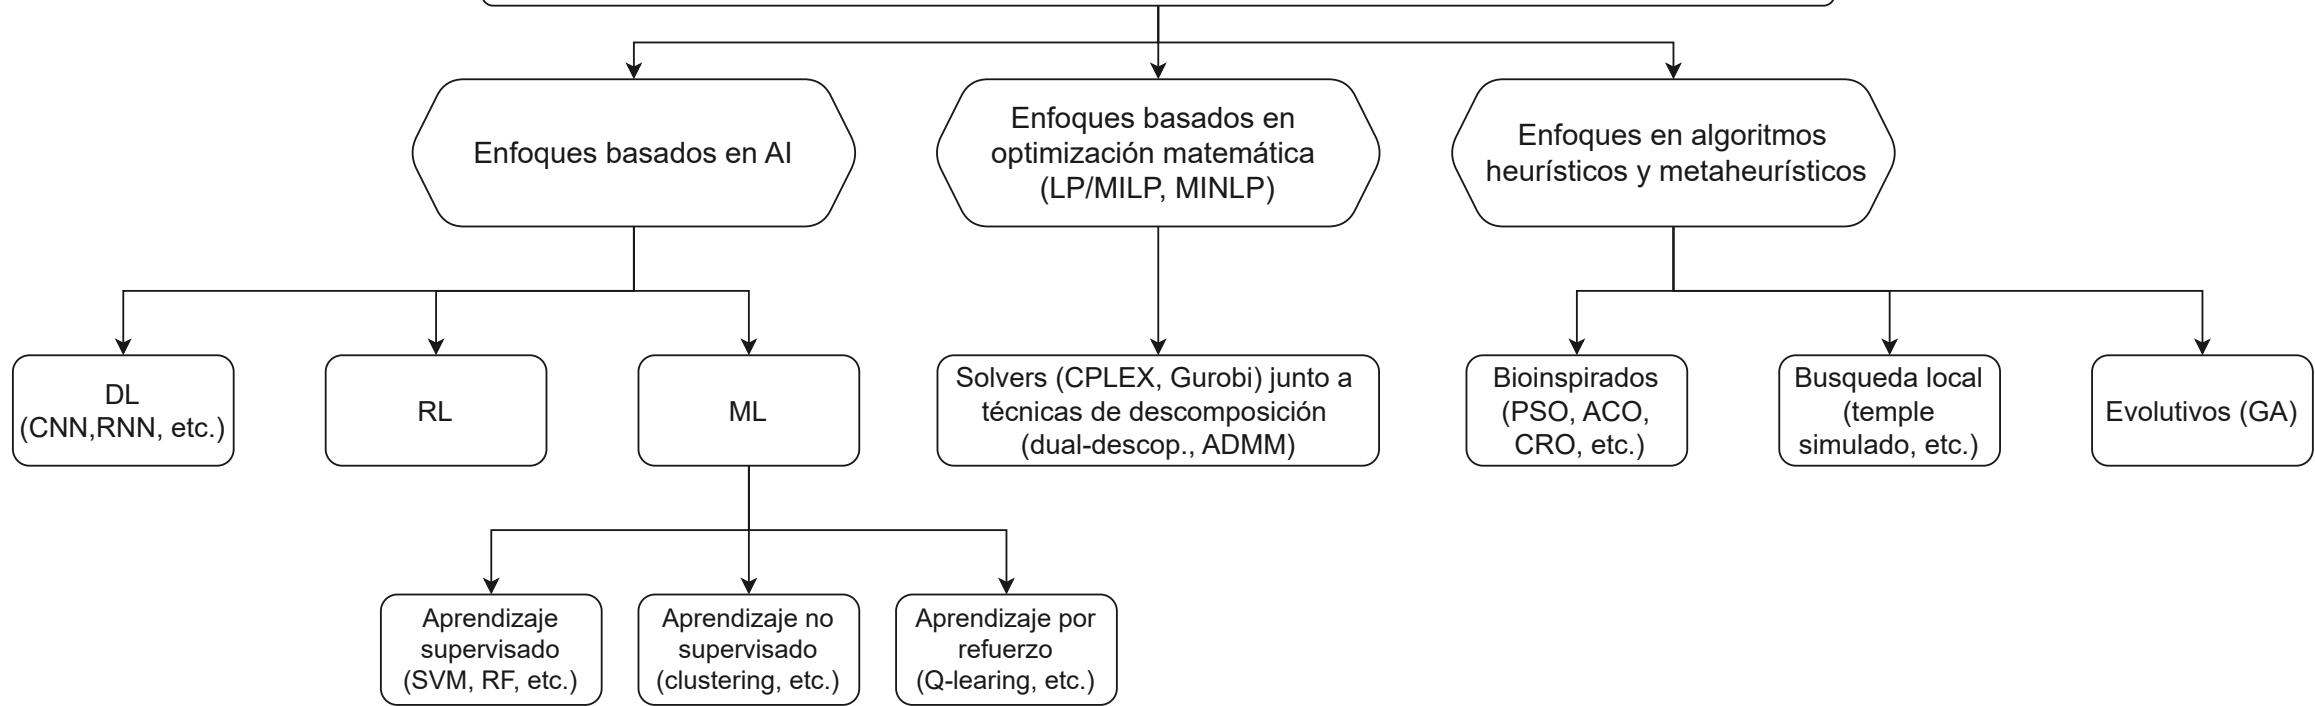 Enfoques basados en AI
Enfoques basados en
optimización matemática
(LP/MILP, MINLP)
Enfoques en algoritmos
heurísticos y metaheurísticos
DL
(CNN,RNN, etc.)
RL
ML
Solvers (CPLEX, Gurobi) junto a
técnicas de descomposición
(dual-descop., ADMM)
Bioinspirados
(PSO, ACO,
CRO, etc.)
Busqueda local
(temple
simulado, etc.)
Evolutivos (GA)
Aprendizaje
supervisado
(SVM, RF, etc.)
Aprendizaje no
supervisado
(clustering, etc.)
Aprendizaje por
refuerzo
(Q-learing, etc.)